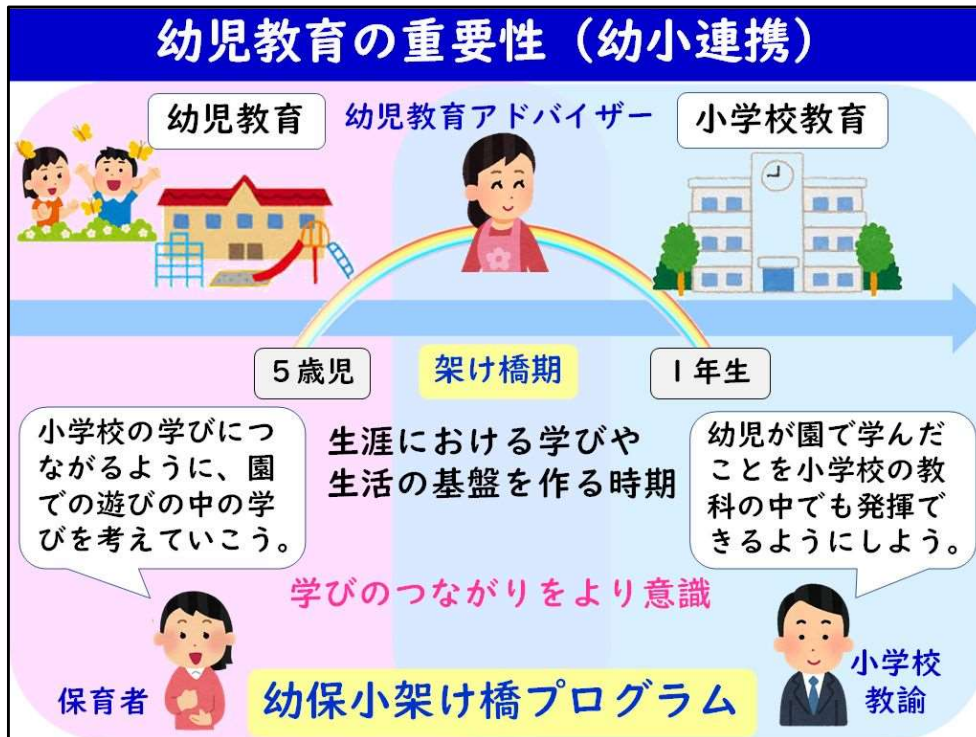 幼児教育の重要性（幼小連携）
幼児教育
幼児教育アドバイザー
小学校教育
５歳児
架け橋期
１年生
小学校の学びにつ
ながるように、園
での遊びの中の学
びを考えていこう。
生涯における学びや
生活の基盤を作る時期
幼児が園で学んだ
ことを小学校の教
科の中でも発揮で
きるようにしよう。
学びのつながりをより意識
保育者
幼保小架け橋プログラム
小学校
教諭